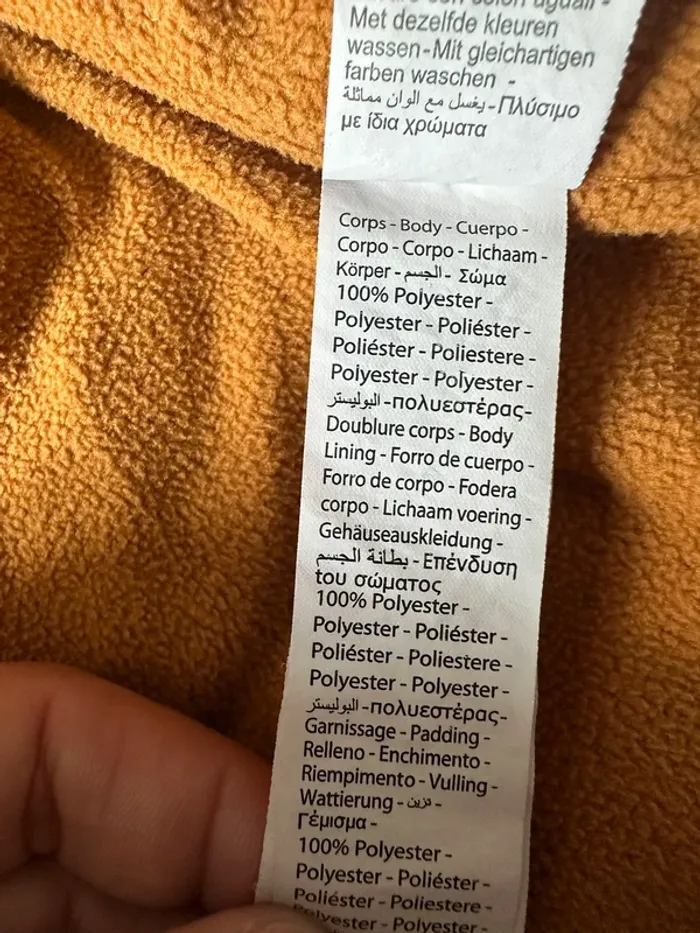 Met dezelfde kleuren
wassen-Mit gleichartigen
farben waschen -
يغسل مع الوان مماثلة-Πλύσιμο
με ίδια χρώματα
Corps - Body - Cuerpo -
Corpo - Corpo - Lichaam -
Körper - الجسم - Σώμα
100% Polyester -
Polyester - Poliéster -
Poliéster - Poliestere -
Polyester - Polyester -
البوليستر -πολυεστέρας-
Doublure corps - Body
Lining - Forro de cuerpo -
Forro de corpo - Fodera
corpo - Lichaam voering -
Gehäuseauskleidung -
بطانة الجسم - Επένδυση
του σώματος
100% Polyester -
Polyester - Poliéster -
Poliéster - Poliestere -
Polyester - Polyester -
البوليستر -πολυεστέρας-
Garnissage - Padding -
Relleno - Enchimento -
Riempimento - Vulling -
Wattierung - تزين -
Γέμισμα -
100% Polyester -
Polyester - Poliéster -
Poliéster - Poliestere -
Polyester - Polyester -